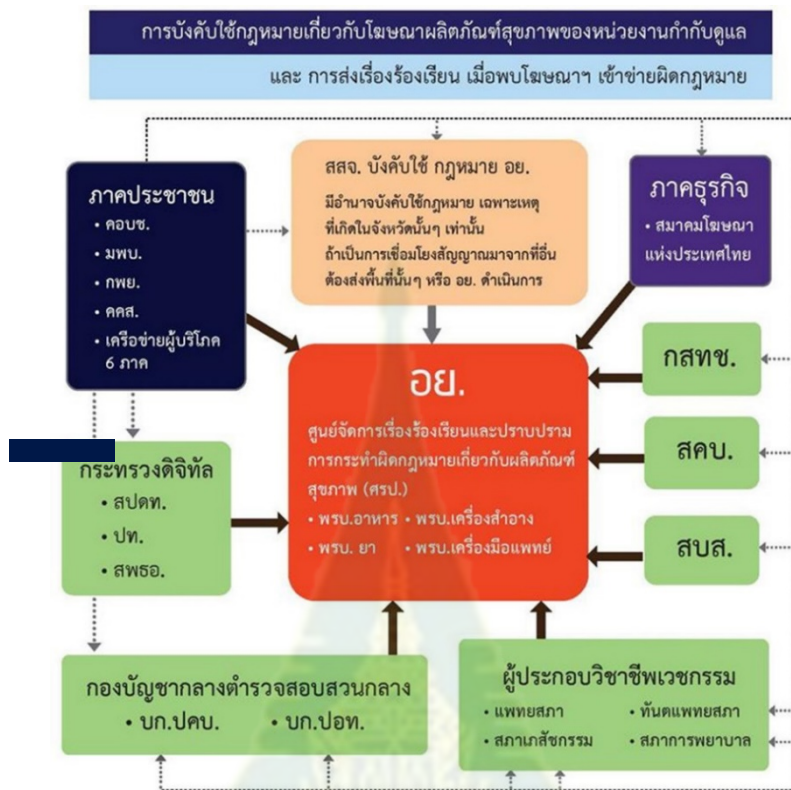 การบังคับใช้กฎหมายเกี่ยวกับโฆษณาผลิตภัณฑ์สุขภาพของหน่วยงานกำกับดูแล
และ การส่งเรื่องร้องเรียน เมื่อพบโฆษณาฯ เข้าข่ายผิดกฎหมาย
ภาคประชาชน
• คอบช.
• มพบ.
• กพย.
• คคส.
• เครือข่ายผู้บริโภค
6 ภาค
สสจ. บังคับใช้ กฎหมาย อย.
มีอำนาจบังคับใช้กฎหมาย เฉพาะเหตุ
ที่เกิดในจังหวัดนั้นๆ เท่านั้น
ถ้าเป็นการเชื่อมโยงสัญญาณมาจากที่อื่น
ต้องส่งพื้นที่นั้นๆ หรือ อย. ดำเนินการ
ภาคธุรกิจ
• สมาคมโฆษณา
แห่งประเทศไทย
อย.
ศูนย์จัดการเรื่องร้องเรียนและปราบปราม
การกระทำผิดกฎหมายเกี่ยวกับผลิตภัณฑ์
สุขภาพ (ศรป.)
• พรบ.อาหาร • พรบ.เครื่องสำอาง
• พรบ. ยา • พรบ.เครื่องมือแพทย์
กสทช.
สคบ.
สบส.
กระทรวงดิจิทัล
• สปดท.
• ปท.
• สพธอ.
กองบัญชากลางตำรวจสอบสวนกลาง
• บก.ปคบ. • บก.ปอท.
ผู้ประกอบวิชาชีพเวชกรรม
• แพทยสภา • ทันตแพทยสภา
• สภาเภสัชกรรม • สภาการพยาบาล